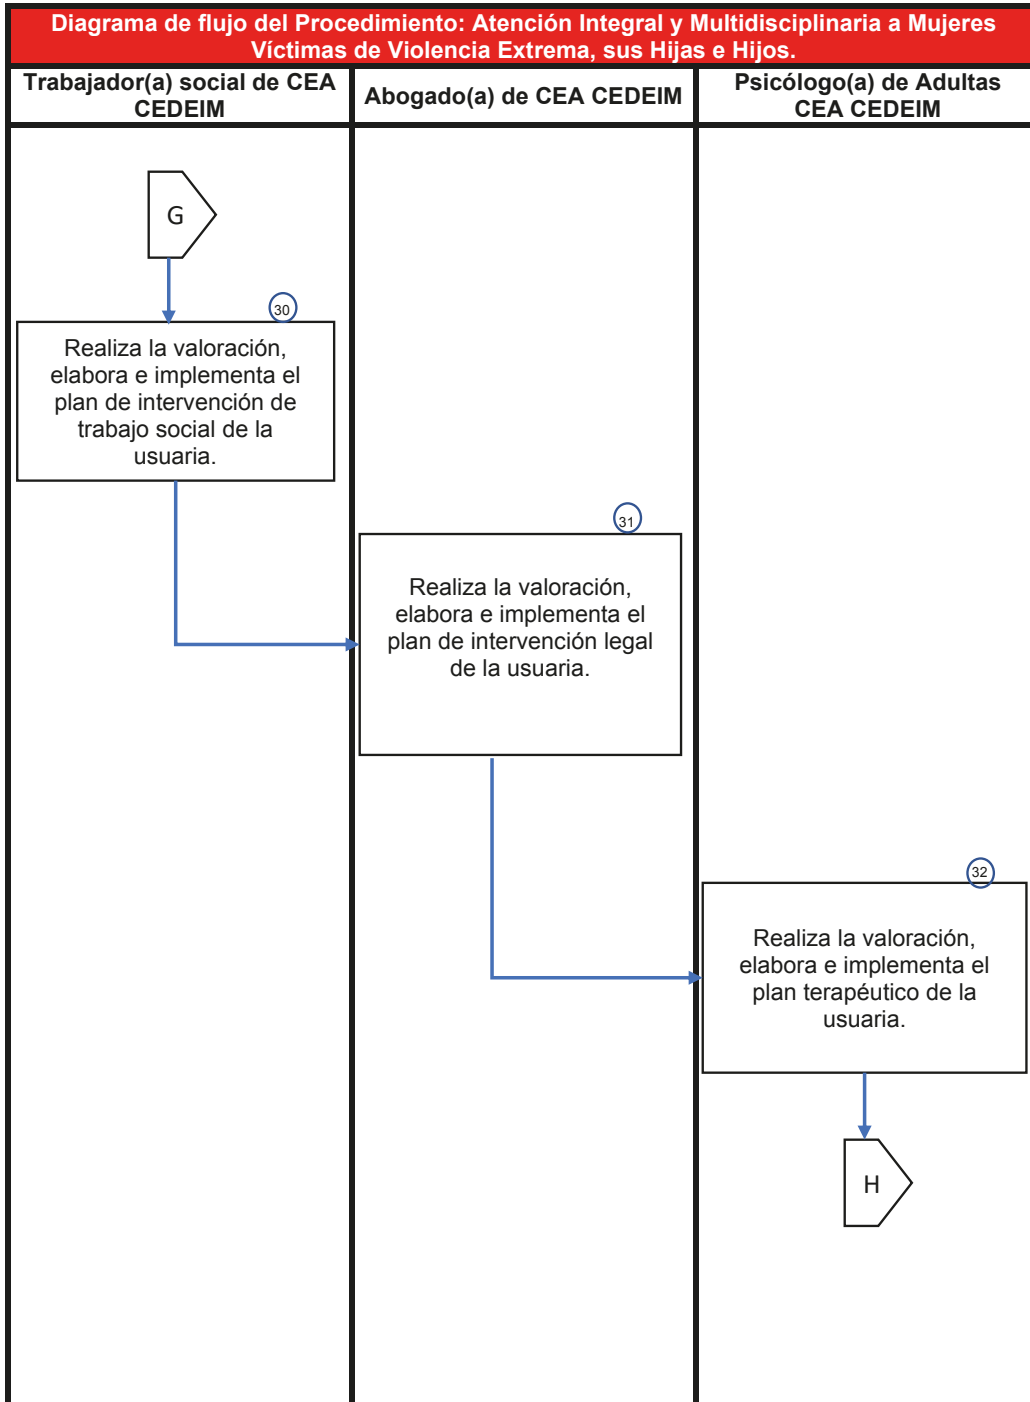 Diagrama de flujo del Procedimiento: Atención Integral y Multidisciplinaria a Mujeres
Víctimas de Violencia Extrema, sus Hijas e Hijos.
Trabajador(a) social de CEA
CEDEIM
Abogado(a) de CEA CEDEIM
Psicólogo(a) de Adultas
CEA CEDEIM
G
30
Realiza la valoración,
elabora e implementa el
plan de intervención de
trabajo social de la
usuaria.
31
Realiza la valoración,
elabora e implementa el
plan de intervención legal
de la usuaria.
32
Realiza la valoración,
elabora e implementa el
plan terapéutico de la
usuaria.
H